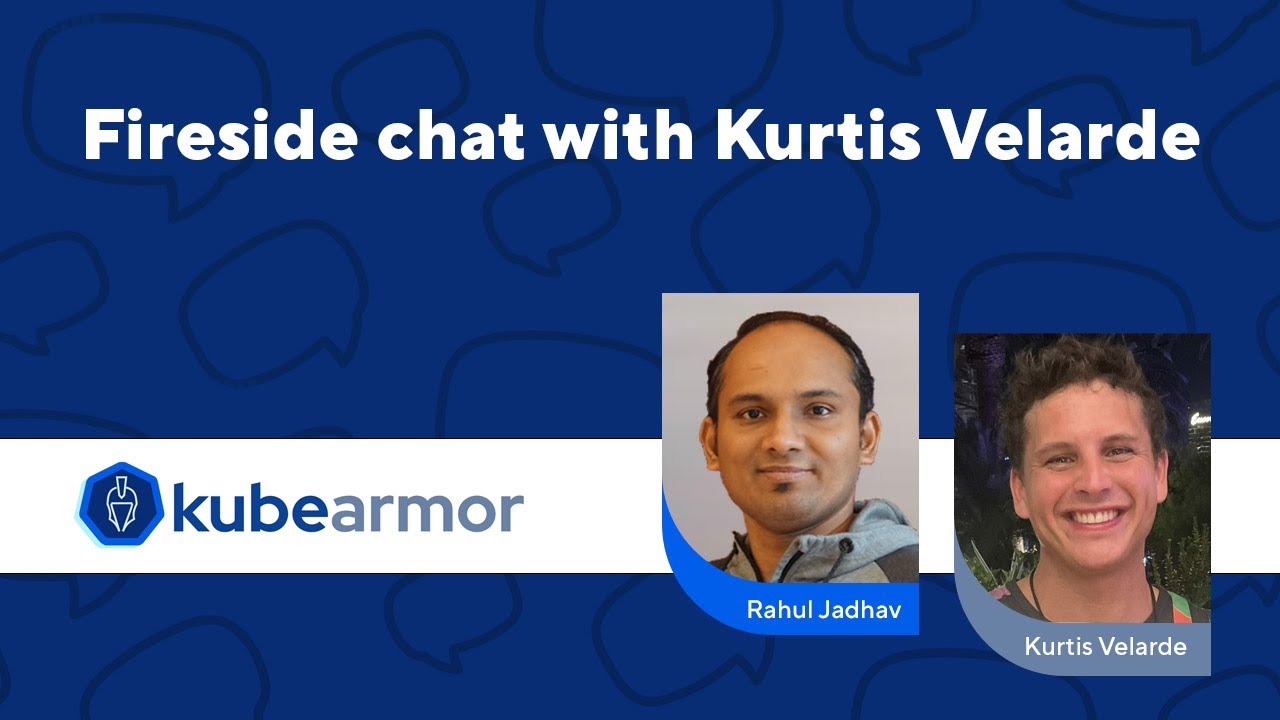 Fireside chat with Kurtis Velarde
kubearmor
Rahul Jadhav
Kurtis Velarde